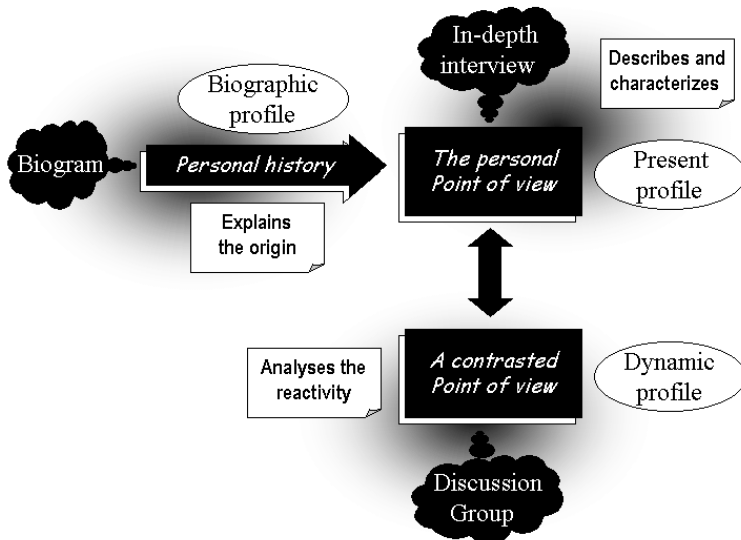 In-depth
interview
Describes and
characterizes
Biographic
profile
Biogram
Personal history
The personal
Point of view
Present
profile
Explains
the origin
Analyses the
reactivity
A contrasted
Point of view
Dynamic
profile
Discussion
Group